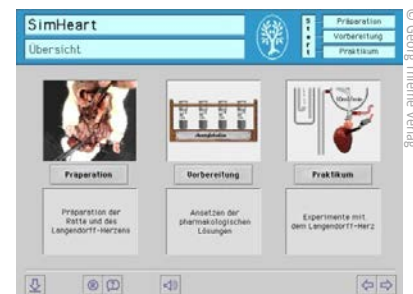 SimHeart
Übersicht
Start
Präparation
Vorbereitung
Praktikum
Präparation
Vorbereitung
Praktikum
Präparation der
Ratte und des
Langendorff-Herzens
Ansetzen der
pharmakologischen
Lösungen
Experimente mit
dem Langendorff-Herz
© Georg Thieme Verlag